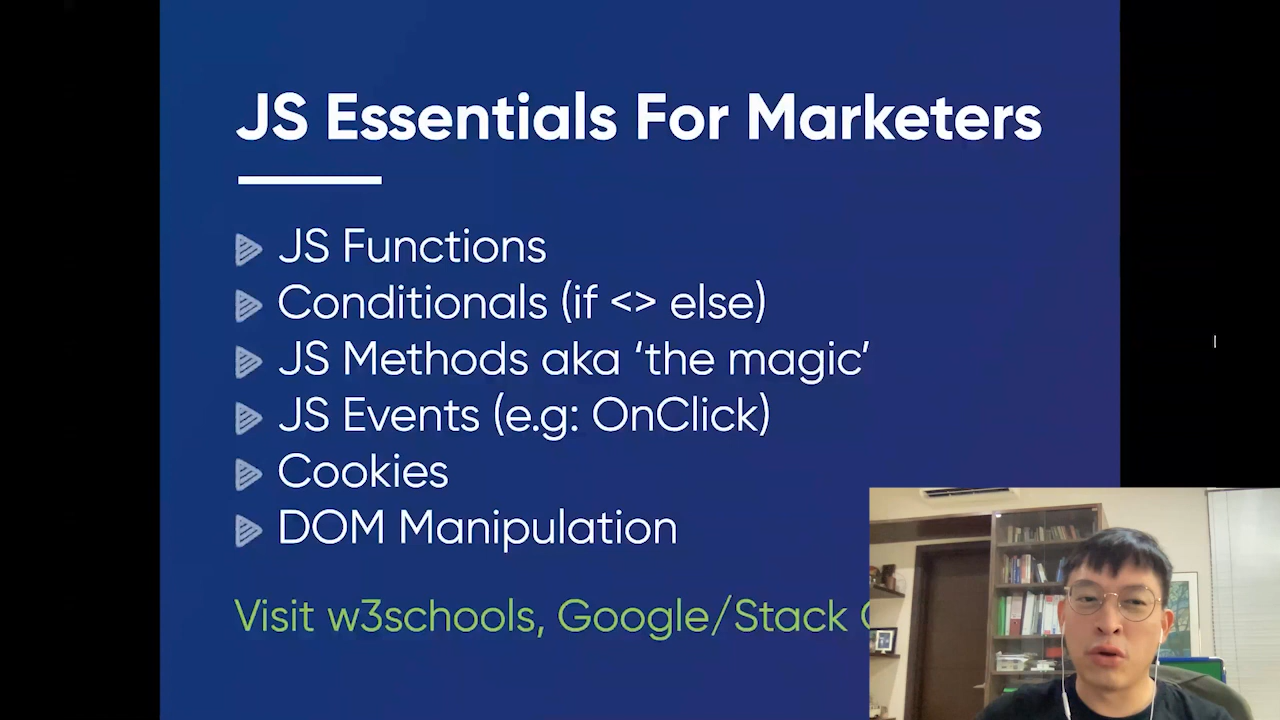 JS Essentials For Marketers
JS Functions
Conditionals (if <> else)
JS Methods aka ‘the magic’
JS Events (e.g: OnClick)
Cookies
DOM Manipulation
Visit w3schools, Google/Stack